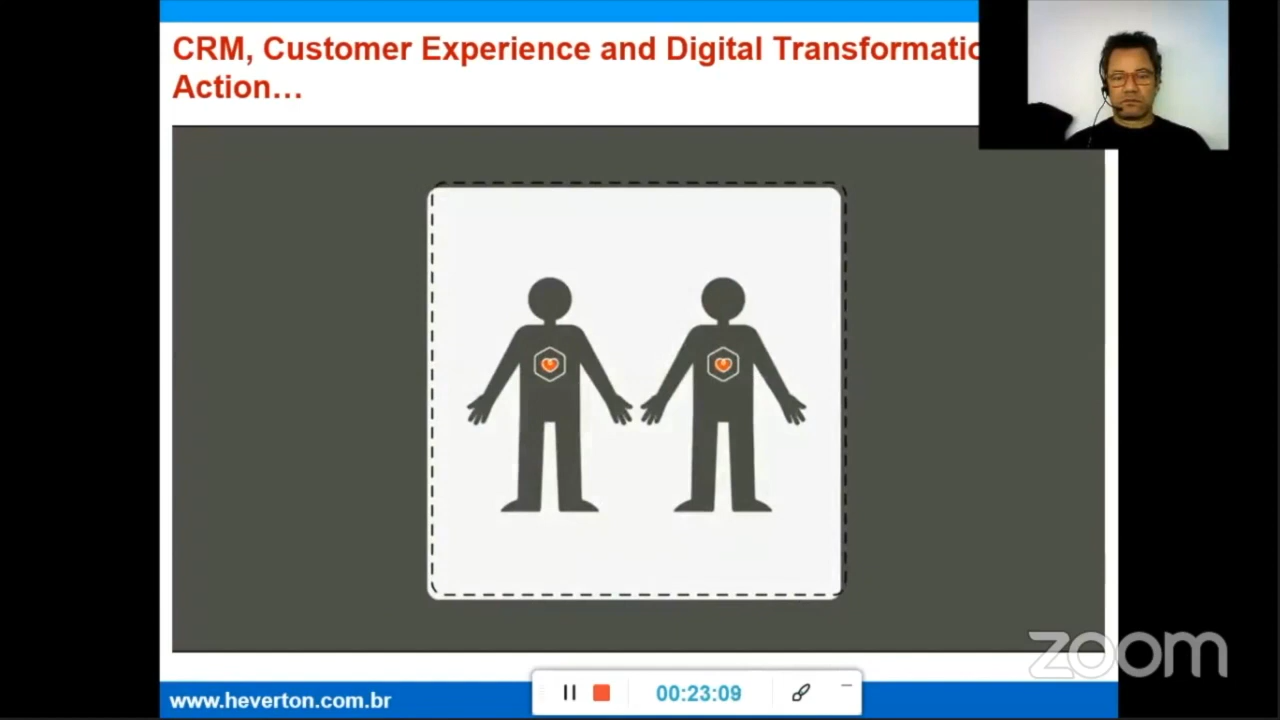 CRM, Customer Experience and Digital Transformatio
Action...
zoom
www.heverton.com.br
00:23:09